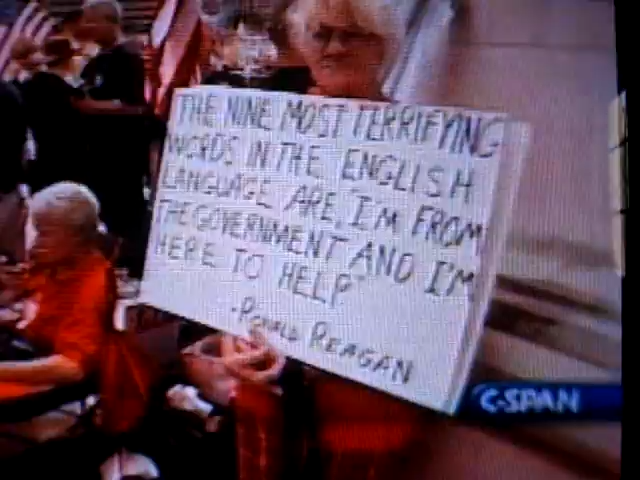 THE NINE MOST TERRIFYING
WORDS IN THE ENGLISH
LANGUAGE ARE, "I'M FROM
THE GOVERNMENT AND I'M
HERE TO HELP"
-RONALD REAGAN
C-SPAN